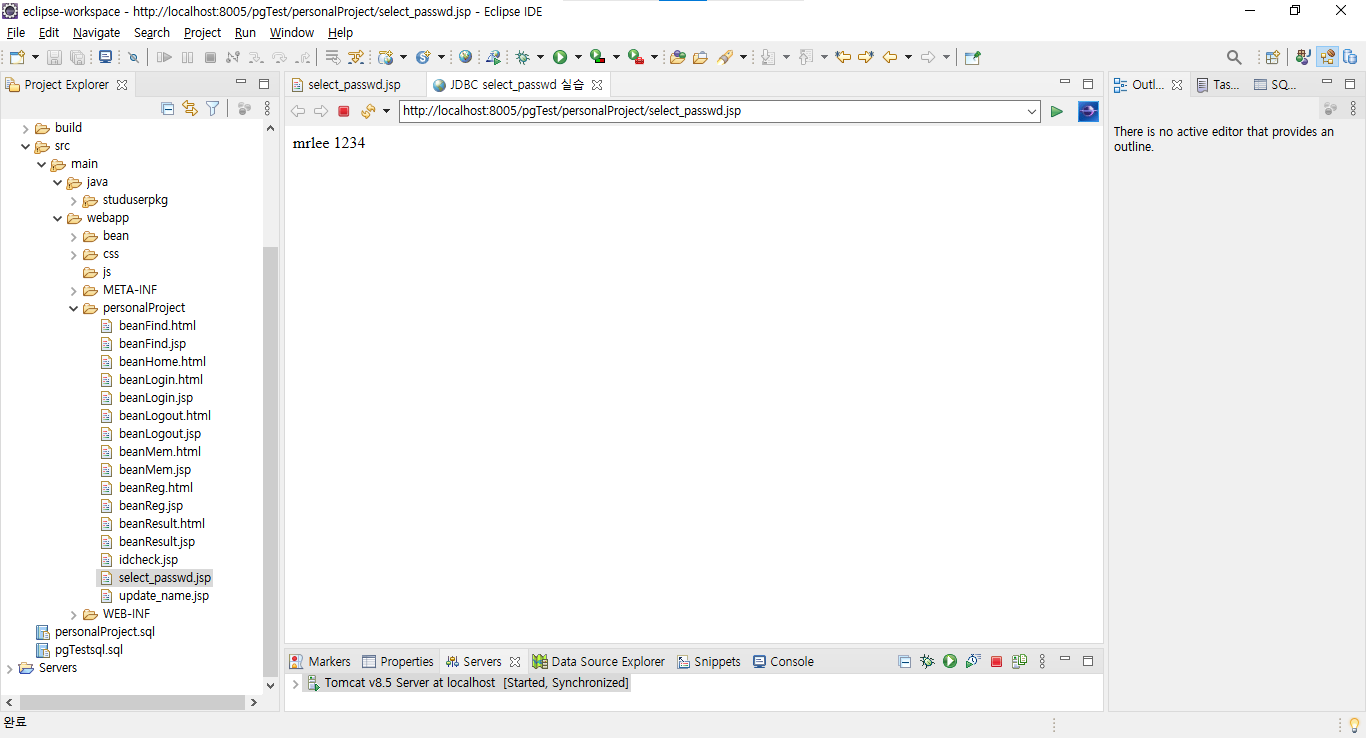 eclipse-workspace - http://localhost:8005/pgTest/personalProject/select_passwd.jsp - Eclipse IDE
File Edit Navigate Search Project Run Window Help
Project Explorer
build
src
main
java
studuserpkg
webapp
bean
css
js
META-INF
personalProject
beanFind.html
beanFind.jsp
beanHome.html
beanLogin.html
beanLogin.jsp
beanLogout.html
beanLogout.jsp
beanMem.html
beanMem.jsp
beanReg.html
beanReg.jsp
beanResult.html
beanResult.jsp
idcheck.jsp
select_passwd.jsp
update_name.jsp
WEB-INF
personalProject.sql
pgTestsql.sql
Servers
select_passwd.jsp JDBC select_passwd 실습
http://localhost:8005/pgTest/personalProject/select_passwd.jsp
mrlee 1234
Markers Properties Servers Data Source Explorer Snippets Console
Tomcat v8.5 Server at localhost [Started, Synchronized]
Outl... Tas... SQ...
There is no active editor that provides an
outline.
완료